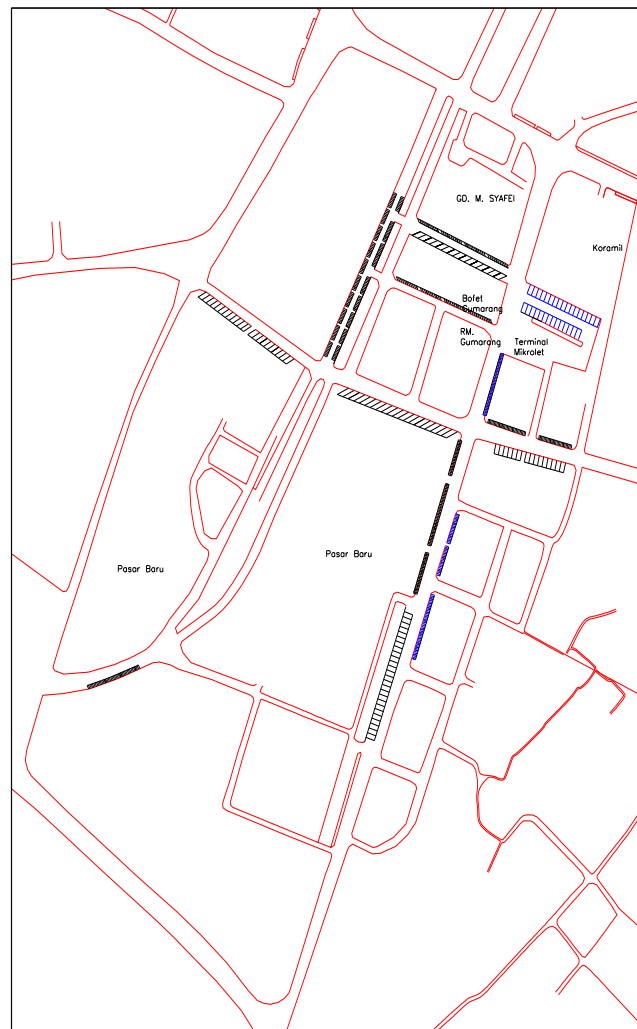 GD. M. SYAFEI
Koramil
Bofet
Gumarang
RM.
Gumarang
Terminal
Mikrolet
Pasar Baru
Pasar Baru